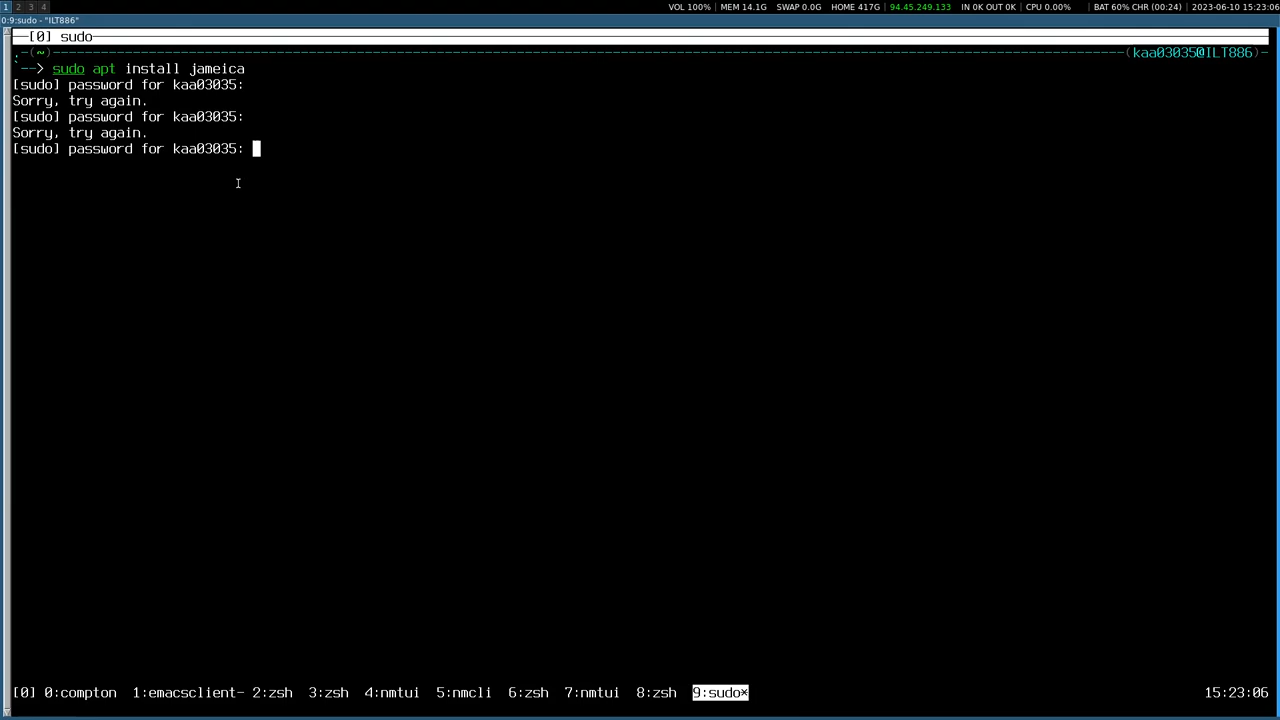 1 2 3 4 VOL 100% | MEM 14.1G | SWAP 0.0G | HOME 417G | 94.45.249.133 | IN 0K OUT 0K | CPU 0.00% | BAT 60% CHR (00:24) | 2023-06-10 15:23:06
0:9:sudo - "ILT886"
[0] sudo
(~) (kaa03035@ILT886)
`--> sudo apt install jameica
[sudo] password for kaa03035:
Sorry, try again.
[sudo] password for kaa03035:
Sorry, try again.
[sudo] password for kaa03035:
[0] 0:compton 1:emacsclient- 2:zsh 3:zsh 4:nmtui 5:nmcli 6:zsh 7:nmtui 8:zsh 9:sudo* 15:23:06